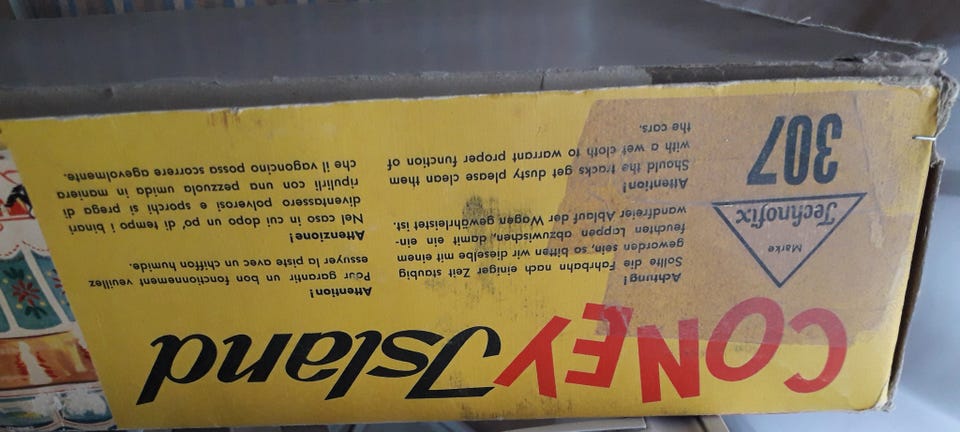 CONEY Island
Marke
Technofix
307
Achtung!
Sollte die Fahrbahn nach einiger Zeit staubig
geworden sein, so bitten wir dieselbe mit einem
feuchten Lappen abzuwischen, damit ein ein-
wandfreier Ablauf der Wagen gewährleistet ist.
Attention!
Should the tracks get dusty please clean them
with a wet cloth to warrant proper function of
the cars.
Attention!
Pour garantir un bon fonctionnement veuillez
essuyer la piste avec un chiffon humide.
Attenzione!
Nel caso in cui dopo un po' di tempo i binari
diventassero polverosi e sporchi si prega di
ripulirli con una pezzuola umida in maniera
che il vagoncino possa scorrere agevolmente.